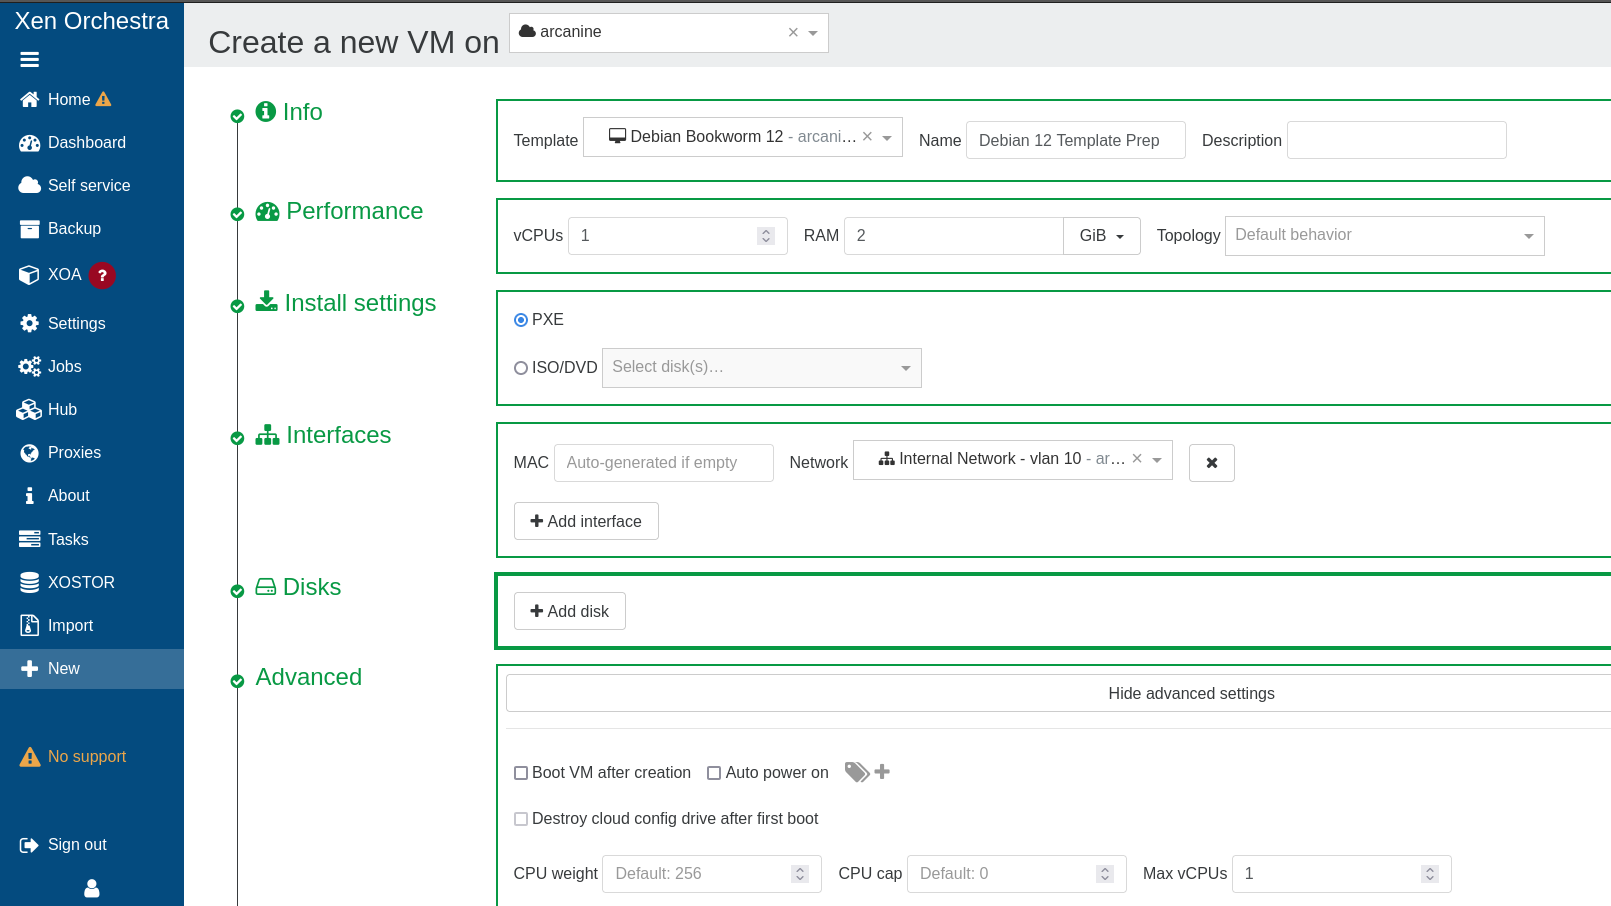 Xen Orchestra
Create a new VM on arcanine
Home
Dashboard
Self service
Backup
XOA ?
Settings
Jobs
Hub
Proxies
About
Tasks
XOSTOR
Import
New
No support
Sign out
Info
Template Debian Bookworm 12 - arcani… Name Debian 12 Template Prep Description
Performance
vCPUs 1 RAM 2 GiB Topology Default behavior
Install settings
PXE
ISO/DVD Select disk(s)…
Interfaces
MAC Auto-generated if empty Network Internal Network - vlan 10 - ar…
Add interface
Disks
Add disk
Advanced
Hide advanced settings
Boot VM after creation Auto power on
Destroy cloud config drive after first boot
CPU weight Default: 256 CPU cap Default: 0 Max vCPUs 1